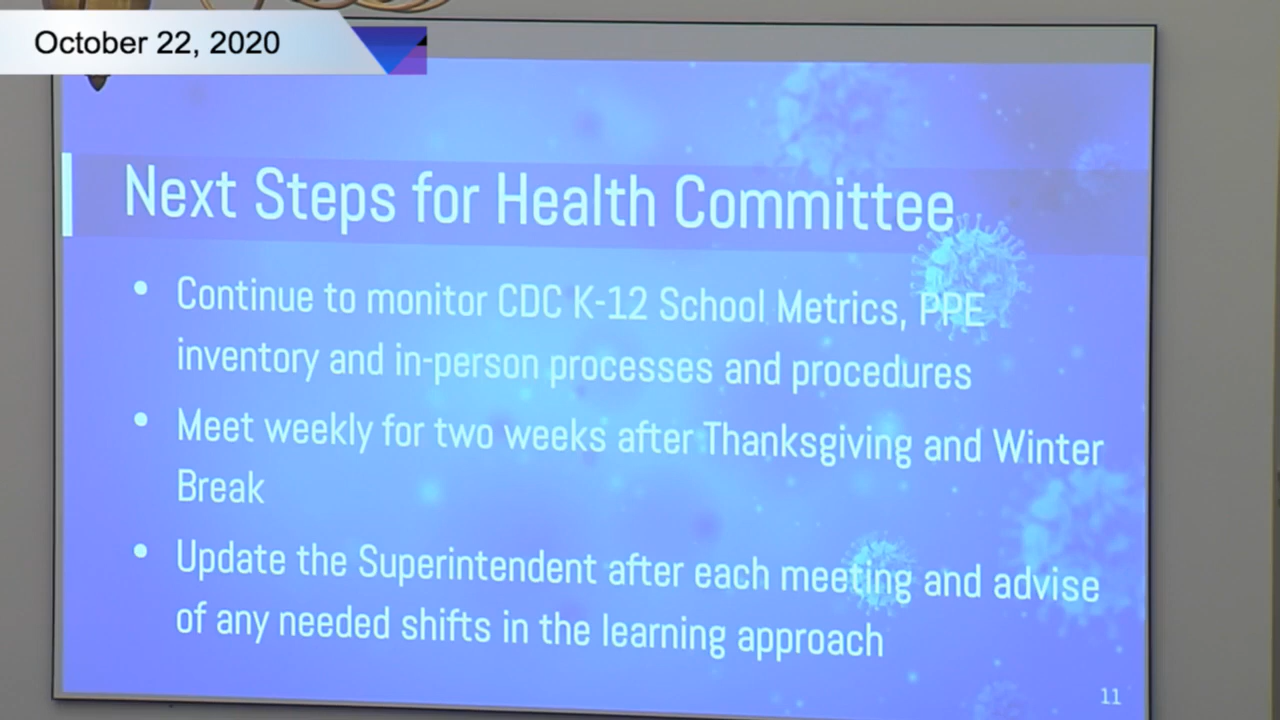 October 22, 2020
Next Steps for Health Committee
• Continue to monitor CDC K-12 School Metrics, PPE
inventory and in-person processes and procedures
• Meet weekly for two weeks after Thanksgiving and Winter
Break
• Update the Superintendent after each meeting and advise
of any needed shifts in the learning approach
11